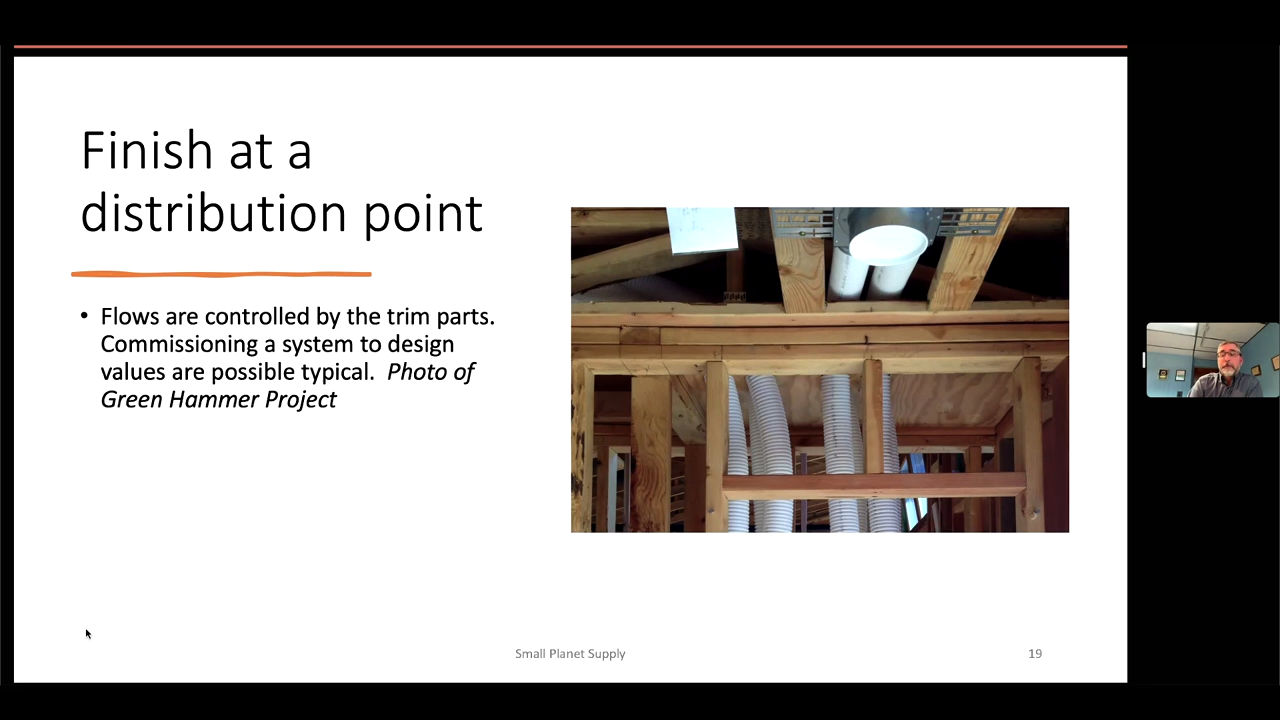 Finish at a
distribution point
• Flows are controlled by the trim parts.
Commissioning a system to design
values are possible typical.  Photo of
Green Hammer Project
Small Planet Supply
19